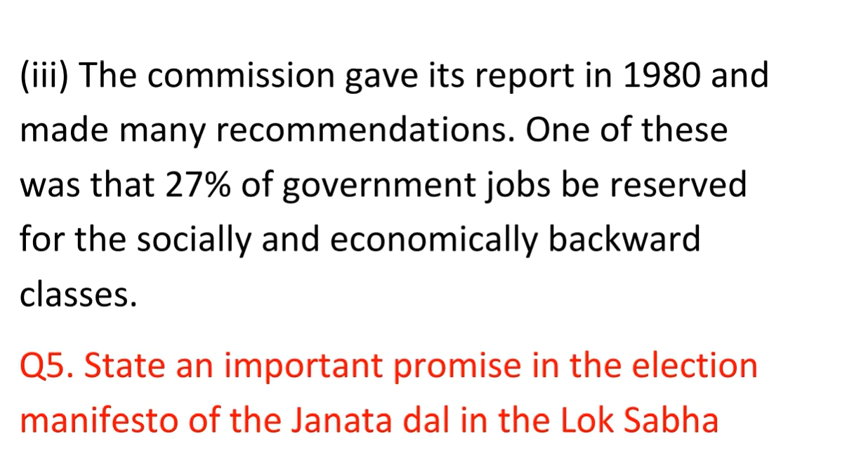 (iii) The commission gave its report in 1980 and
made many recommendations. One of these
was that 27% of government jobs be reserved
for the socially and economically backward
classes.
Q5. State an important promise in the election
manifesto of the Janata dal in the Lok Sabha